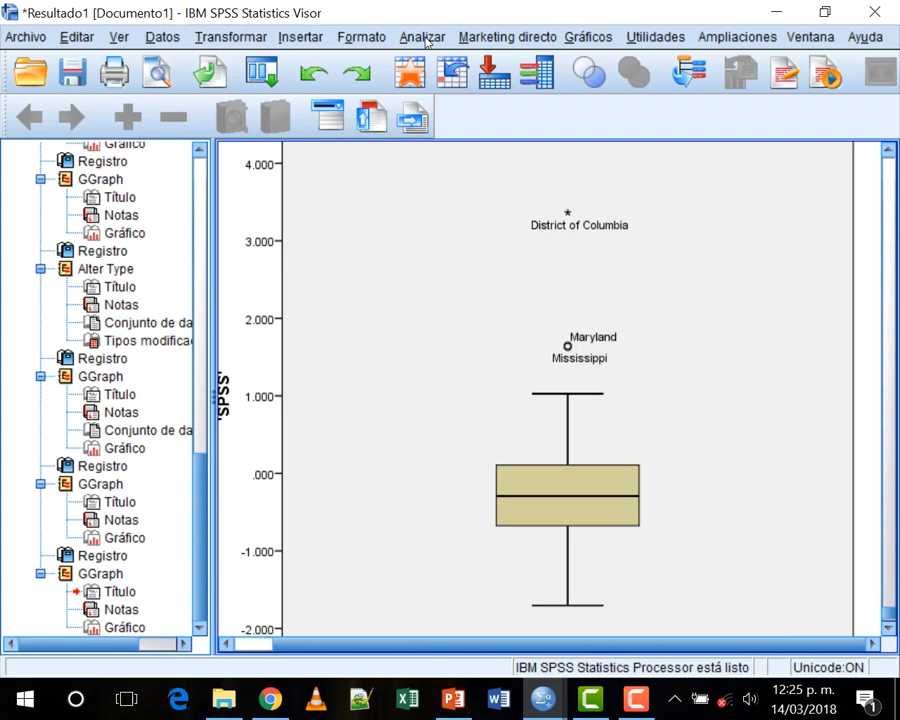 *Resultado1 [Documento1] - IBM SPSS Statistics Visor
Archivo Editar Ver Datos Transformar Insertar Formato Analizar Marketing directo Gráficos Utilidades Ampliaciones Ventana Ayuda
Gráfico
Registro
GGraph
Título
Notas
Gráfico
Registro
Alter Type
Título
Notas
Conjunto de da
Tipos modifica
Registro
GGraph
Título
Notas
Conjunto de da
Gráfico
Registro
GGraph
Título
Notas
Gráfico
Registro
GGraph
Título
Notas
Gráfico
'SPSS'
4.000
3.000
2.000
1.000
.000
-1.000
-2.000
*
District of Columbia
Maryland
Mississippi
IBM SPSS Statistics Processor está listo
Unicode:ON
12:25 p. m.
14/03/2018
1